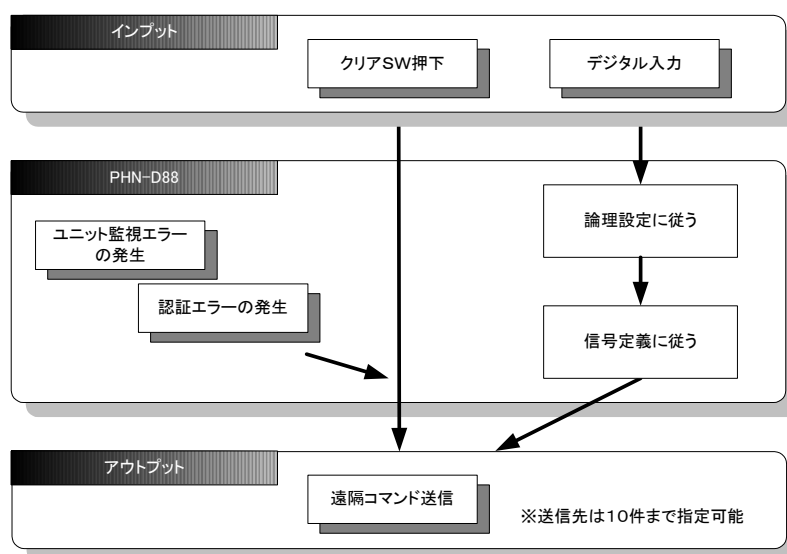 インプット
クリアSW押下
デジタル入力
PHN-D88
ユニット監視エラー
の発生
認証エラーの発生
論理設定に従う
信号定義に従う
アウトプット
遠隔コマンド送信
※送信先は10件まで指定可能